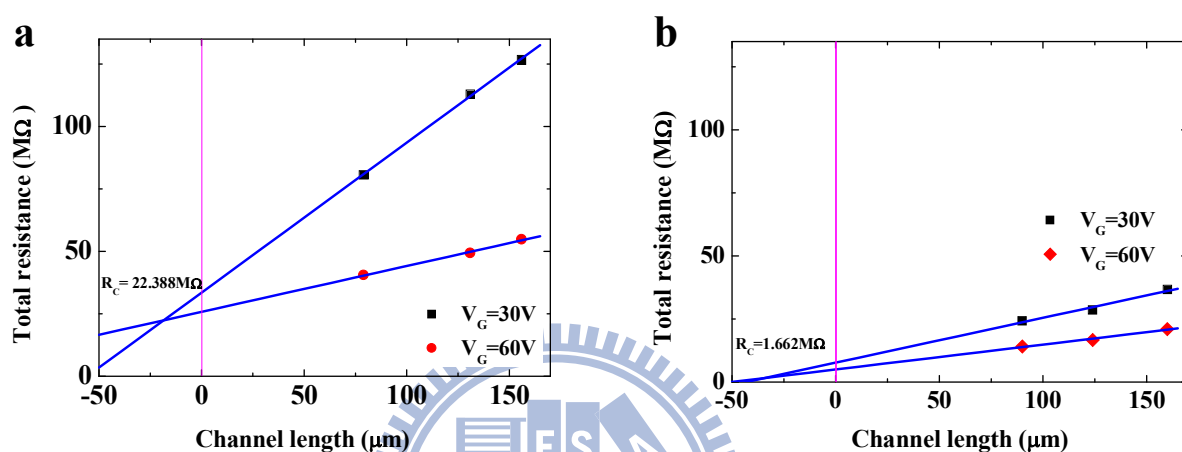 a
Total resistance (MΩ)
100
50
0
R_C= 22.388MΩ
V_G=30V
V_G=60V
-50 0 50 100 150
Channel length (μm)
b
Total resistance (MΩ)
100
50
0
R_C=1.662MΩ
V_G=30V
V_G=60V
-50 0 50 100 150
Channel length (μm)
E S